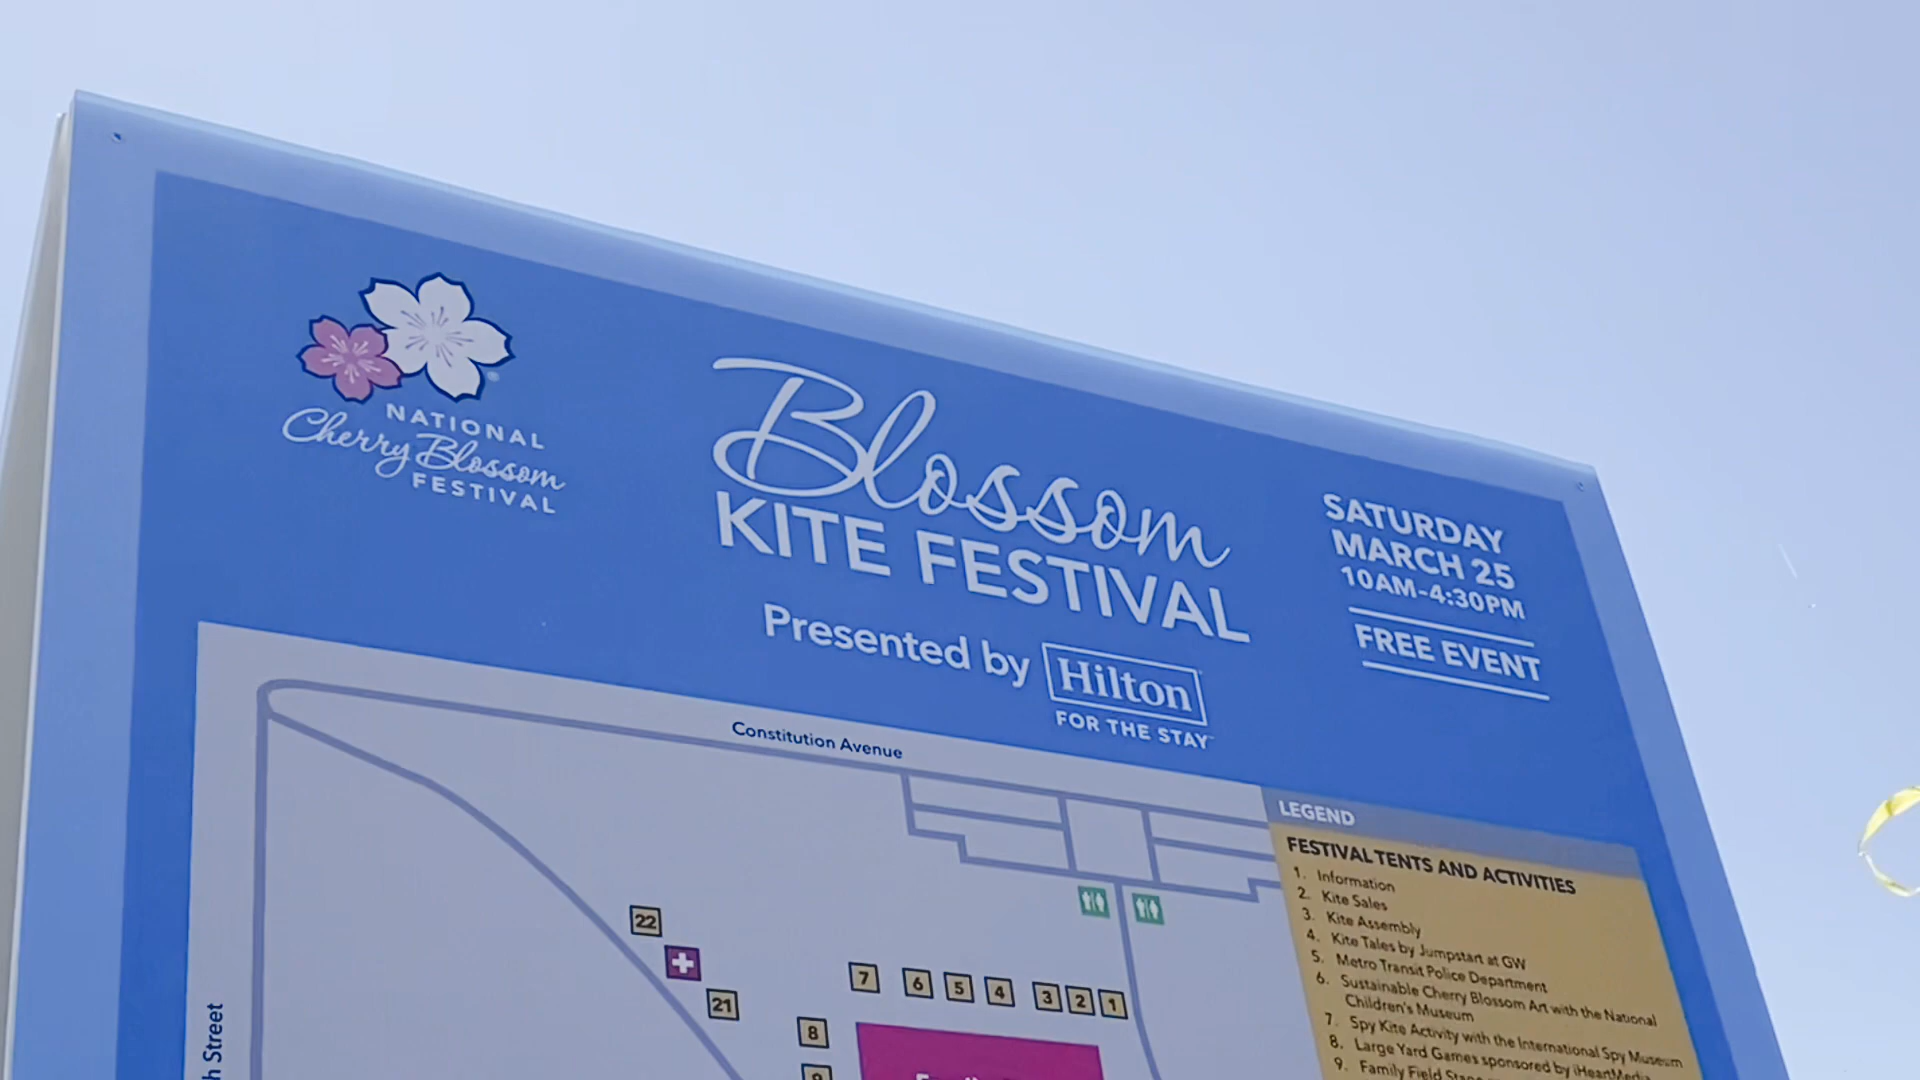 NATIONAL
Cherry Blossom
FESTIVAL
Blossom
KITE FESTIVAL
Presented by Hilton
FOR THE STAY
SATURDAY
MARCH 25
10AM-4:30PM
FREE EVENT
Constitution Avenue
22
21
7 6 5 4 3 2 1
8
9
h Street
LEGEND
FESTIVAL TENTS AND ACTIVITIES
1. Information
2. Kite Sales
3. Kite Assembly
4. Kite Tales by Jumpstart at GW
5. Metro Transit Police Department
6. Sustainable Cherry Blossom Art with the National
Children's Museum
7. Spy Kite Activity with the International Spy Museum
8. Large Yard Games sponsored by iHeartMedia
9. Family Field